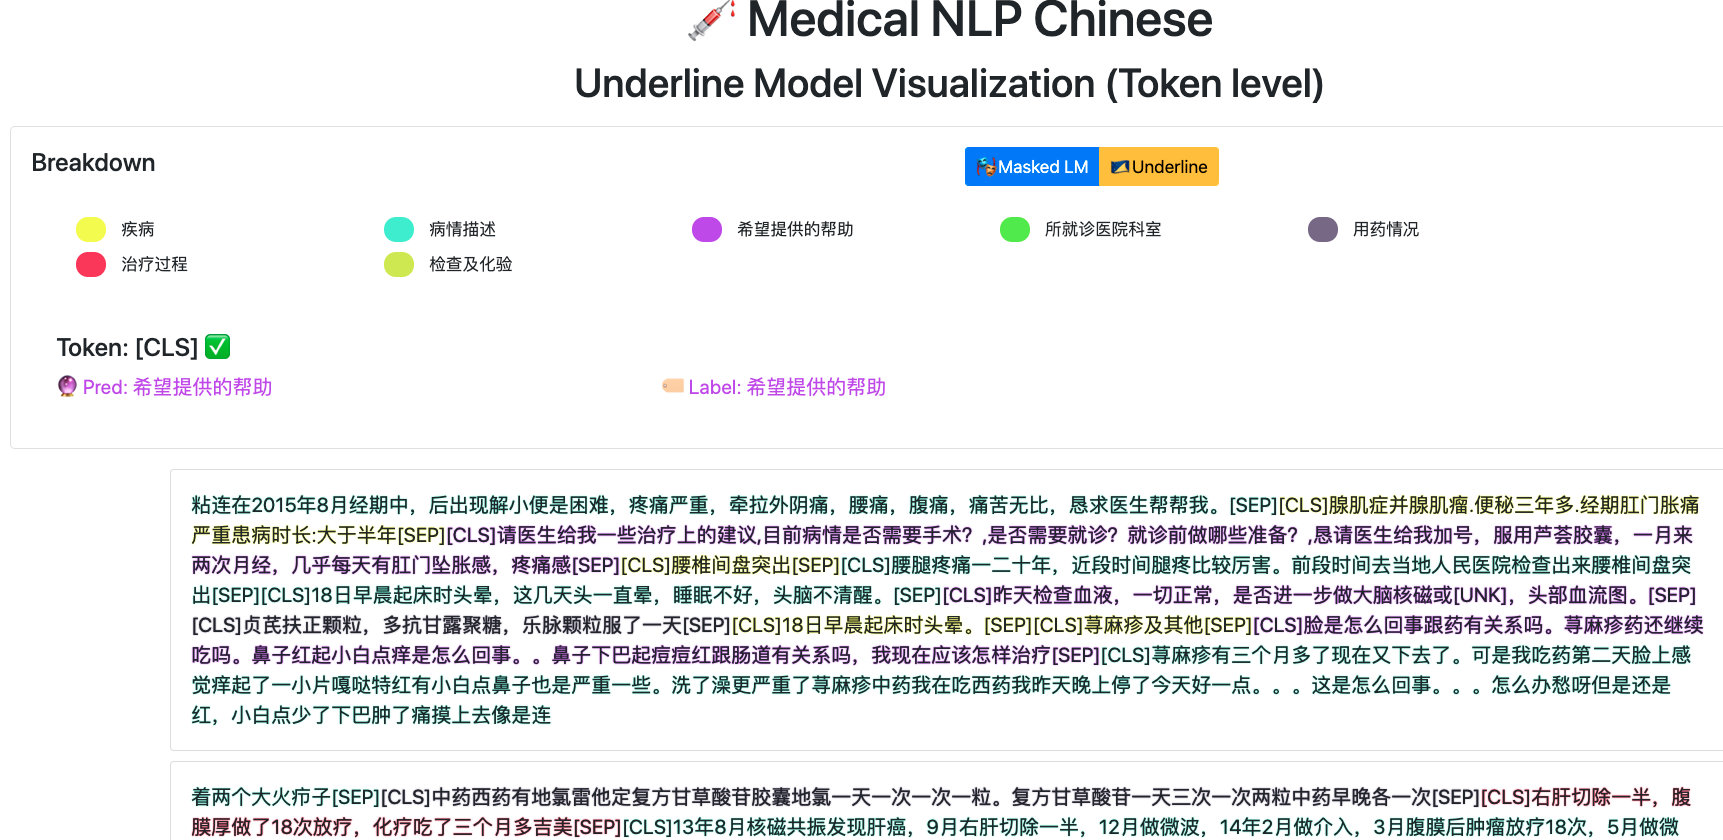 Medical NLP Chinese
Underline Model Visualization (Token level)
Breakdown
Masked LM Underline
疾病 病情描述 希望提供的帮助 所就诊医院科室 用药情况
治疗过程 检查及化验
Token: [CLS]
Pred: 希望提供的帮助 Label: 希望提供的帮助
粘连在2015年8月经期中，后出现解小便是困难，疼痛严重，牵拉外阴痛，腰痛，腹痛，痛苦无比，恳求医生帮帮我。[SEP][CLS]腺肌症并腺肌瘤.便秘三年多.经期肛门胀痛
严重患病时长:大于半年[SEP][CLS]请医生给我一些治疗上的建议,目前病情是否需要手术？,是否需要就诊？就诊前做哪些准备？,恳请医生给我加号，服用芦荟胶囊，一月来
两次月经，几乎每天有肛门坠胀感，疼痛感[SEP][CLS]腰椎间盘突出[SEP][CLS]腰腿疼痛一二十年，近段时间腿疼比较厉害。前段时间去当地人民医院检查出来腰椎间盘突
出[SEP][CLS]18日早晨起床时头晕，这几天头一直晕，睡眠不好，头脑不清醒。[SEP][CLS]昨天检查血液，一切正常，是否进一步做大脑核磁或[UNK]，头部血流图。[SEP]
[CLS]贞芪扶正颗粒，多抗甘露聚糖，乐脉颗粒服了一天[SEP][CLS]18日早晨起床时头晕。[SEP][CLS]荨麻疹及其他[SEP][CLS]脸是怎么回事跟药有关系吗。荨麻疹药还继续
吃吗。鼻子红起小白点痒是怎么回事。。鼻子下巴起痘痘红跟肠道有关系吗，我现在应该怎样治疗[SEP][CLS]荨麻疹有三个月多了现在又下去了。可是我吃药第二天脸上感
觉痒起了一小片嘎哒特红有小白点鼻子也是严重一些。洗了澡更严重了荨麻疹中药我在吃西药我昨天晚上停了今天好一点。。。这是怎么回事。。。怎么办愁呀但是还是
红，小白点少了下巴肿了痛摸上去像是连
着两个大火疖子[SEP][CLS]中药西药有地氯雷他定复方甘草酸苷胶囊地氯一天一次一次一粒。复方甘草酸苷一天三次一次两粒中药早晚各一次[SEP][CLS]右肝切除一半，腹
膜厚做了18次放疗，化疗吃了三个月多吉美[SEP][CLS]13年8月核磁共振发现肝癌，9月右肝切除一半，12月做微波，14年2月做介入，3月腹膜后肿瘤放疗18次，5月做微